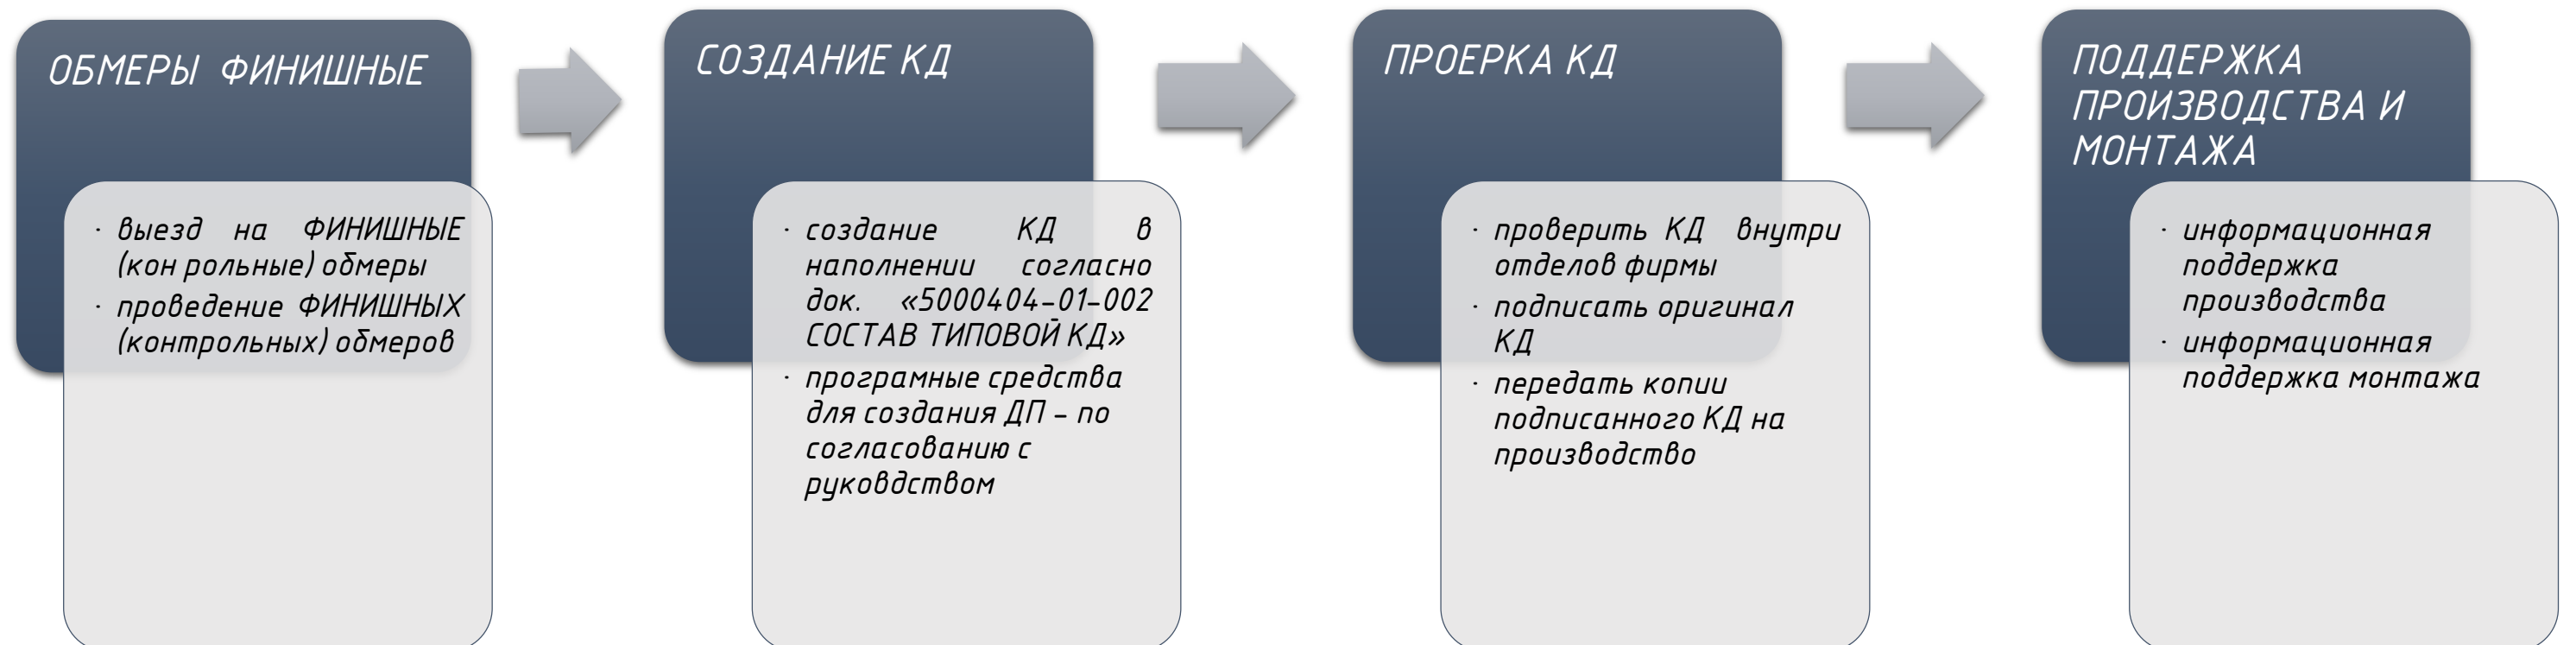 ОБМЕРЫ ФИНИШНЫЕ
· выезд на ФИНИШНЫЕ
(кон рольные) обмеры
· проведение ФИНИШНЫХ
(контрольных) обмеров
СОЗДАНИЕ КД
· создание КД в
наполнении согласно
док. «5000404-01-002
СОСТАВ ТИПОВОЙ КД»
· програмные средства
для создания ДП - по
согласованию с
руковдством
ПРОЕРКА КД
· проверить КД внутри
отделов фирмы
· подписать оригинал
КД
· передать копии
подписанного КД на
производство
ПОДДЕРЖКА
ПРОИЗВОДСТВА И
МОНТАЖА
· информационная
поддержка
производства
· информационная
поддержка монтажа